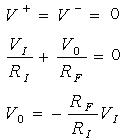 V⁺ = V⁻ = 0
V_I / R_I + V_0 / R_F = 0
V_0 = − R_F / R_I V_I